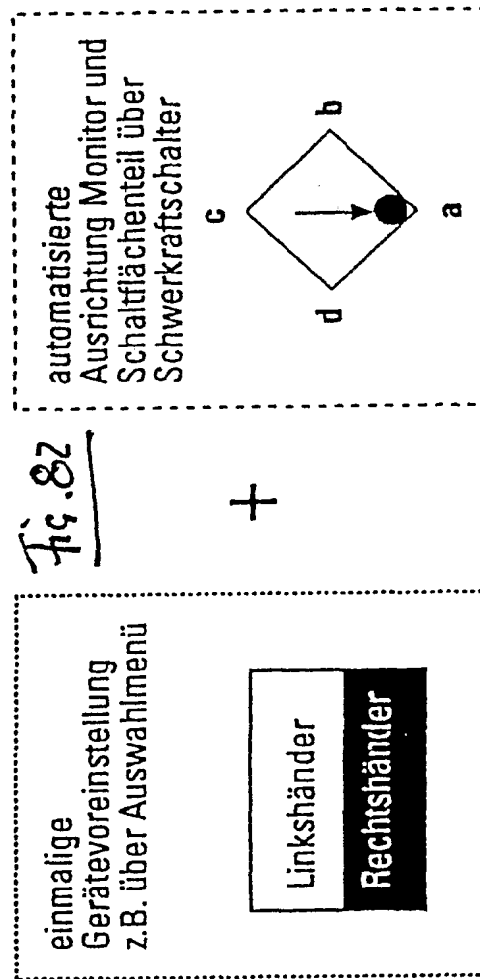 Fig. 82
einmalige
Gerätevoreinstellung
z.B. über Auswahlmenü
Linkshänder
Rechtshänder
+
automatisierte
Ausrichtung Monitor und
Schaltflächenteil über
Schwerkraftschalter
c
d
b
a